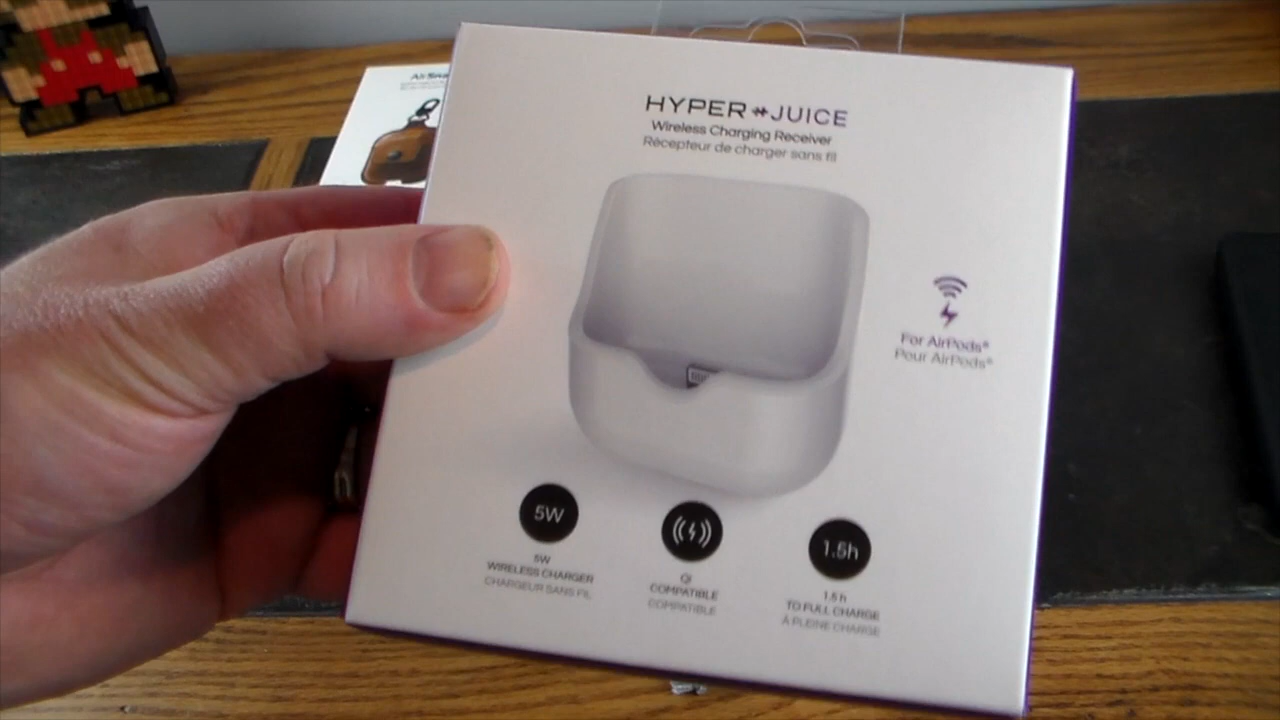 AirSna
HYPER JUICE
Wireless Charging Receiver
Récepteur de charger sans fil
For AirPods®
Pour AirPods®
5W
5W
WIRELESS CHARGER
CHARGEUR SANS FIL
QI
COMPATIBLE
COMPATIBLE
1.5h
1.5 h
TO FULL CHARGE
À PLEINE CHARGE